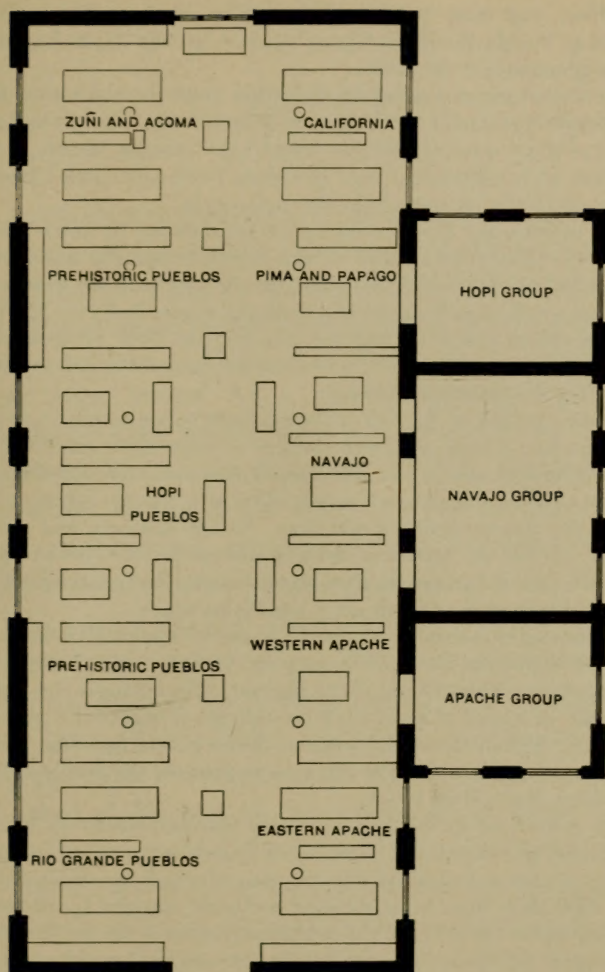 ZUÑI AND ACOMA
CALIFORNIA
PREHISTORIC PUEBLOS
PIMA AND PAPAGO
HOPI GROUP
NAVAJO
HOPI
PUEBLOS
NAVAJO GROUP
WESTERN APACHE
PREHISTORIC PUEBLOS
APACHE GROUP
EASTERN APACHE
RIO GRANDE PUEBLOS